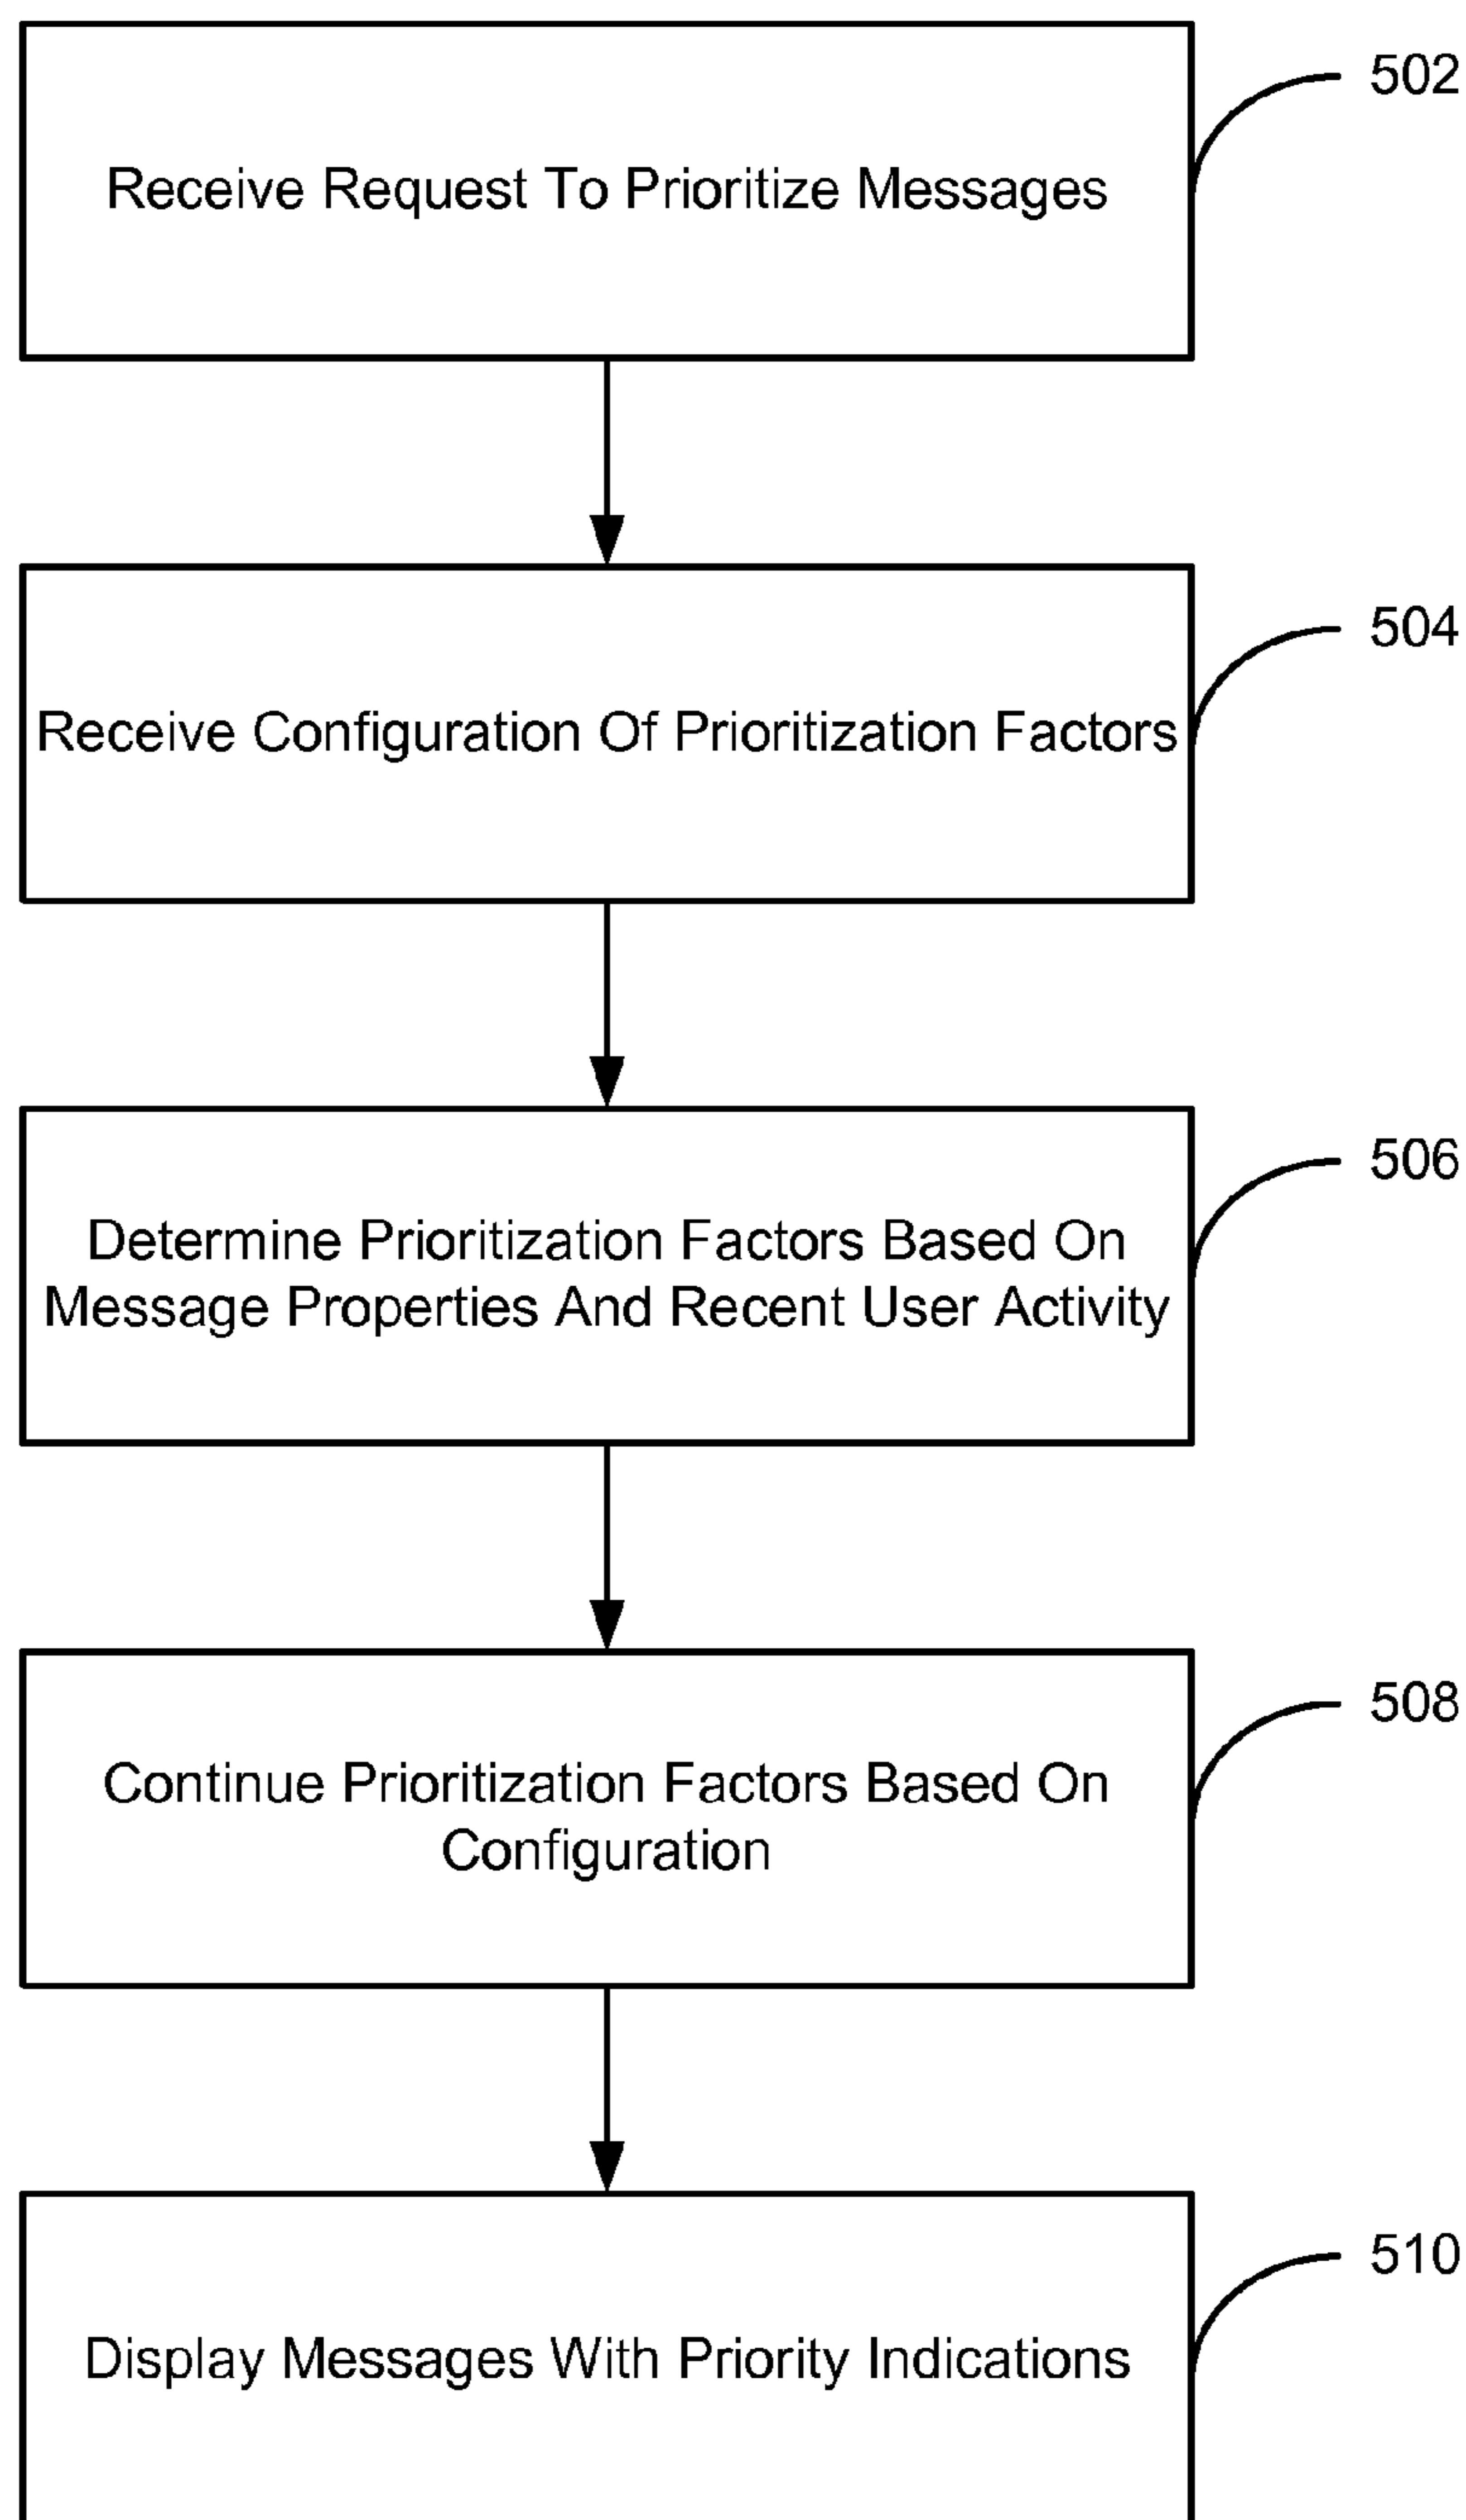 502
Receive Request To Prioritize Messages
504
Receive Configuration Of Prioritization Factors
506
Determine Prioritization Factors Based On
Message Properties And Recent User Activity
508
Continue Prioritization Factors Based On
Configuration
510
Display Messages With Priority Indications